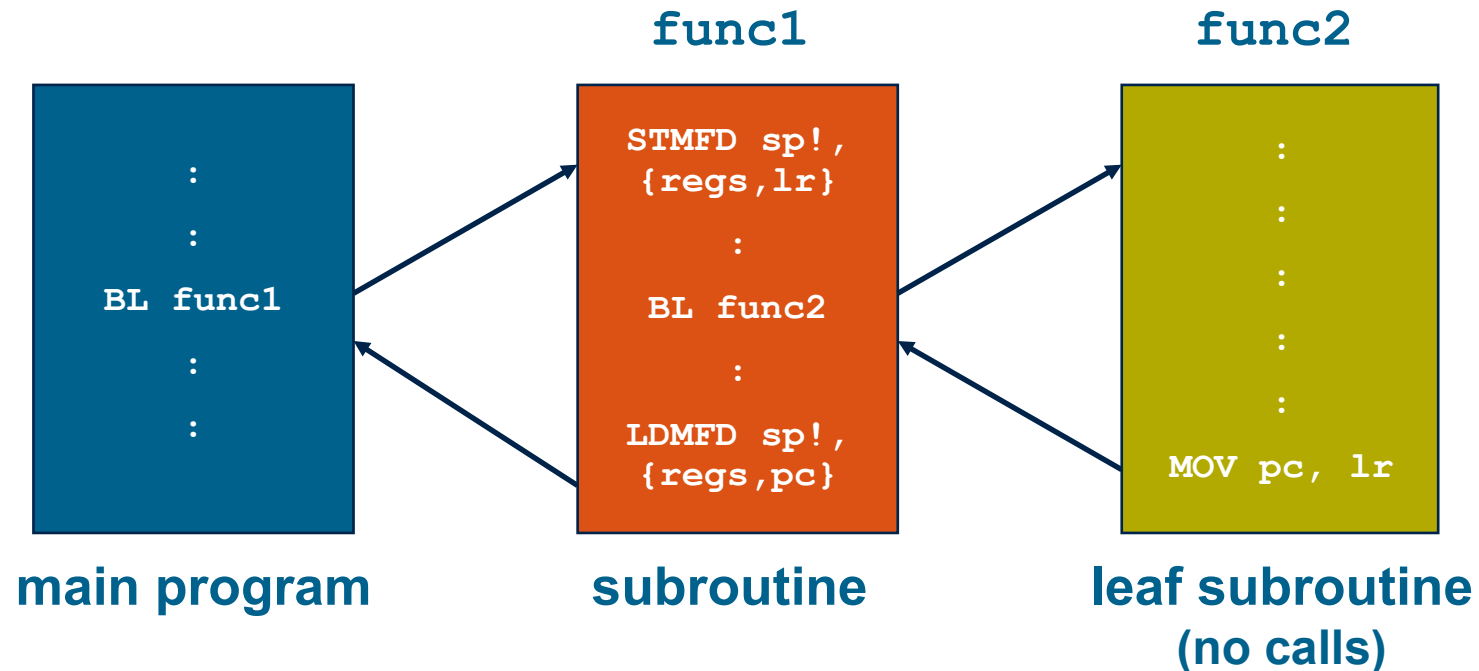 func1
func2
:
:
BL func1
:
:
STMFD sp!,
{regs,lr}
:
BL func2
:
LDMFD sp!,
{regs,pc}
:
:
:
:
:
MOV pc, lr
main program
subroutine
leaf subroutine
(no calls)